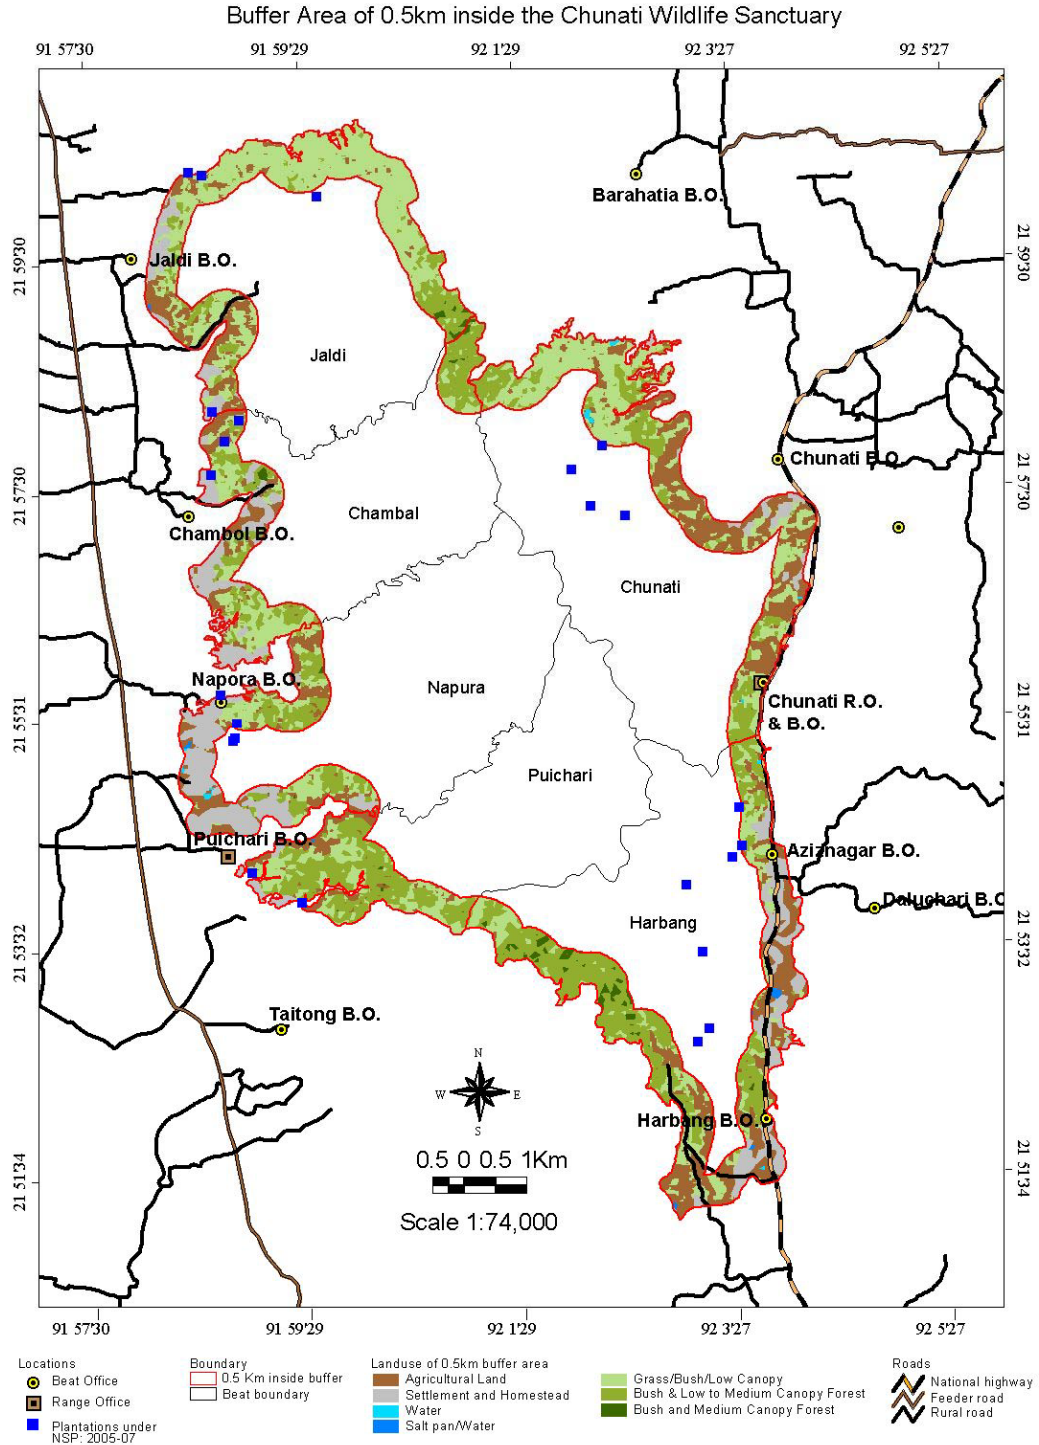 Buffer Area of 0.5km inside the Chunati Wildlife Sanctuary
91 57'30
91 59'29
92 1'29
92 3'27
92 5'27
Barahatia B.O.
21 59'30
Jaldi B.O.
21 59'30
Jaldi
Chunati B.O.
21 57'30
21 57'30
Chambal
Chambol B.O.
Chunati
Napora B.O.
Napura
Chunati R.O.
& B.O.
21 55'31
21 55'31
Puichari
Puichari B.O.
Aziznagar B.O.
Daluchari B.O
Harbang
21 53'32
21 53'32
Taitong B.O.
N
W
E
S
Harbang B.O.
0.5 0 0.5 1Km
Scale 1:74,000
21 51'34
21 51'34
91 57'30
91 59'29
92 1'29
92 3'27
92 5'27
Locations
Beat Office
Range Office
Plantations under
NSP: 2005-07
Boundary
0.5 Km inside buffer
Beat boundary
Landuse of 0.5km buffer area
Agricultural Land
Settlement and Homestead
Water
Salt pan/Water
Grass/Bush/Low Canopy
Bush & Low to Medium Canopy Forest
Bush and Medium Canopy Forest
Roads
National highway
Feeder road
Rural road